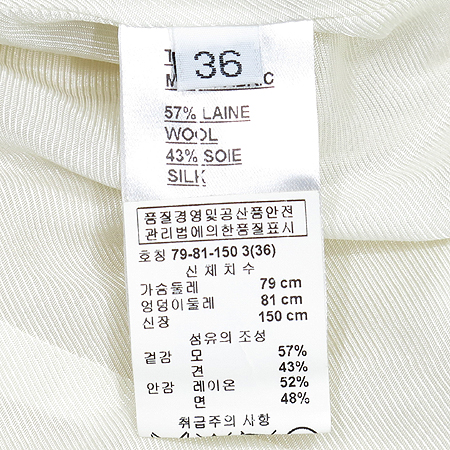 36
57% LAINE
WOOL
43% SOIE
SILK
품질경영및공산품안전
관리법에의한품질표시
호칭 79-81-150 3(36)
신체치수
가슴둘레 79 cm
엉덩이둘레 81 cm
신장 150 cm
섬유의 조성
겉감 모 57%
견 43%
안감 레이온 52%
면 48%
취급주의 사항